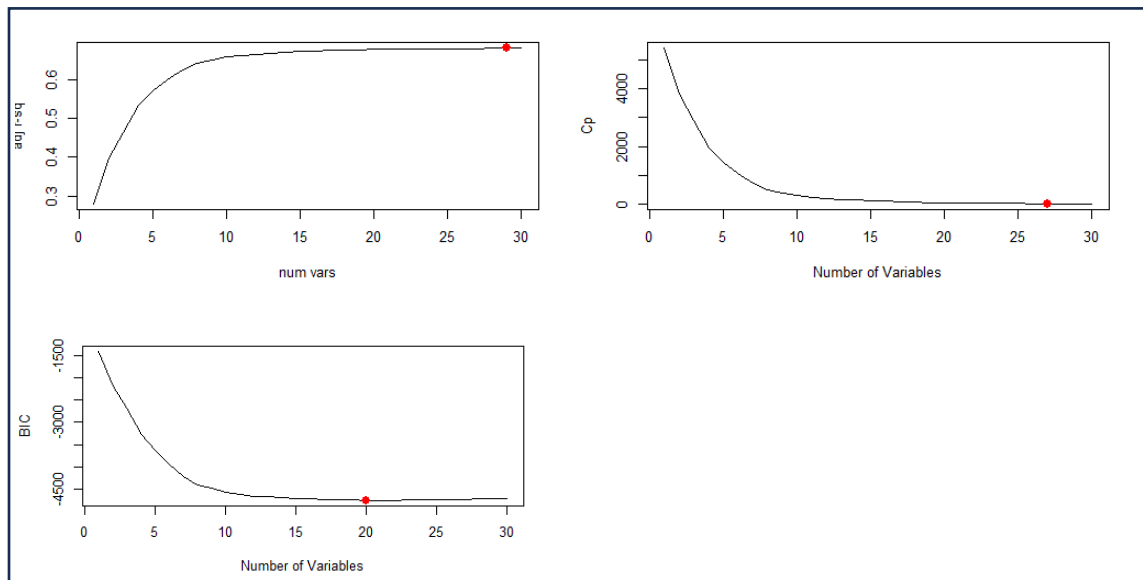 adj r-sq
0.3 0.4 0.5 0.6
0 5 10 15 20 25 30
num vars
Cp
0 2000 4000
0 5 10 15 20 25 30
Number of Variables
BIC
-4500 -3000 -1500
0 5 10 15 20 25 30
Number of Variables